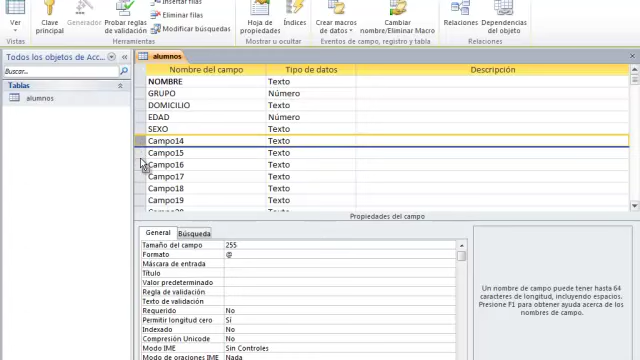 Insertar filas
Eliminar filas
Modificar búsquedas
Ver
Clave principal
Generador
Probar reglas de validación
Hoja de propiedades
Índices
Crear macros de datos
Cambiar nombre/Eliminar Macro
Relaciones
Dependencias del objeto
Vistas
Herramientas
Mostrar u ocultar
Eventos de campo, registro y tabla
Relaciones
Todos los objetos de Acc...
alumnos
Buscar...
Tablas
alumnos
Nombre del campo Tipo de datos Descripción
NOMBRE Texto
GRUPO Número
DOMICILIO Texto
EDAD Número
SEXO Texto
Campo14 Texto
Campo15 Texto
Campo16 Texto
Campo17 Texto
Campo18 Texto
Campo19 Texto
Propiedades del campo
General Búsqueda
Tamaño del campo 255
Formato @
Máscara de entrada
Título
Valor predeterminado
Regla de validación
Texto de validación
Requerido No
Permitir longitud cero Sí
Indexado No
Compresión Unicode No
Modo IME Sin Controles
Modo de oraciones IME Nada
Un nombre de campo puede tener hasta 64
caracteres de longitud, incluyendo espacios.
Presione F1 para obtener ayuda acerca de los
nombres de campo.